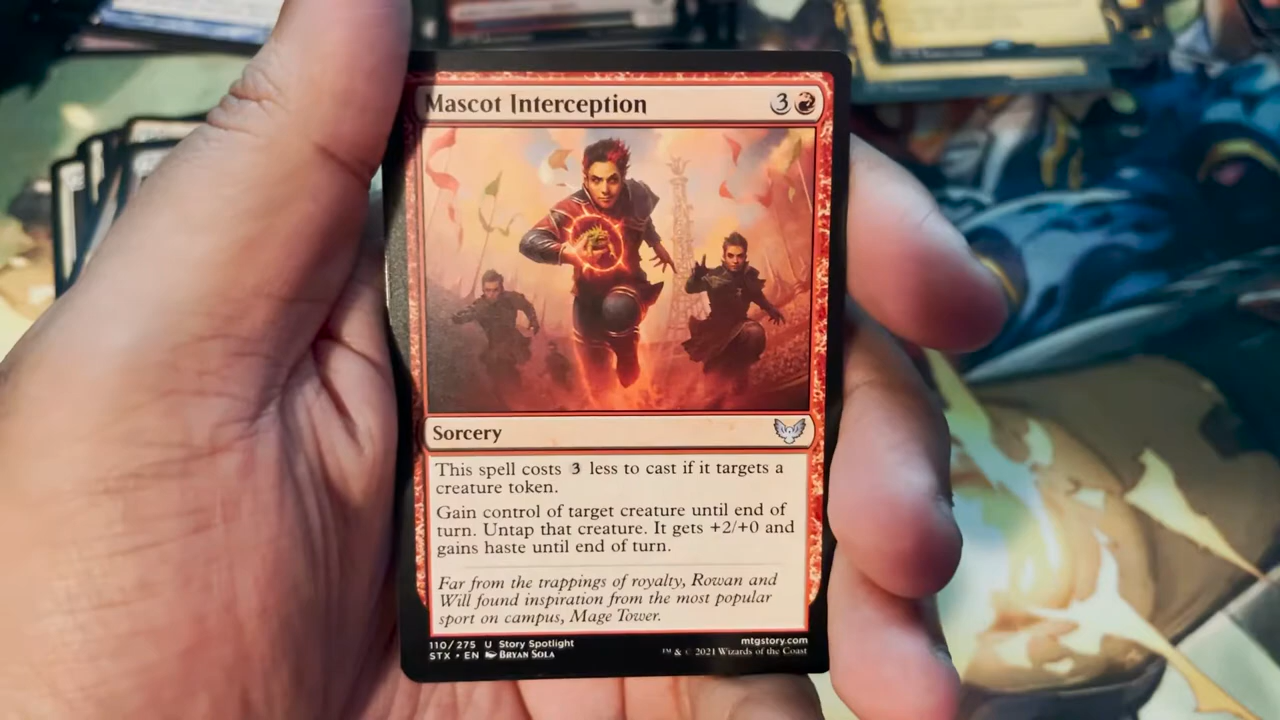 Mascot Interception 3
Sorcery
This spell costs 3 less to cast if it targets a
creature token.
Gain control of target creature until end of
turn. Untap that creature. It gets +2/+0 and
gains haste until end of turn.
Far from the trappings of royalty, Rowan and
Will found inspiration from the most popular
sport on campus, Mage Tower.
110/275 U Story Spotlight mtgstory.com
STX • EN Bryan Sola ™ & © 2021 Wizards of the Coast